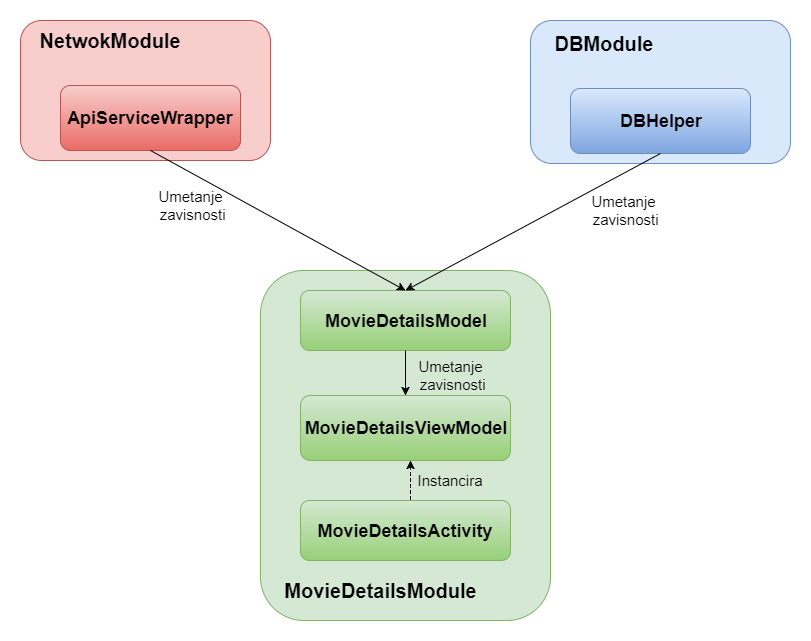 NetwokModule
DBModule
ApiServiceWrapper
DBHelper
Umetanje
zavisnosti
Umetanje
zavisnosti
MovieDetailsModel
Umetanje
zavisnosti
MovieDetailsViewModel
Instancira
MovieDetailsActivity
MovieDetailsModule